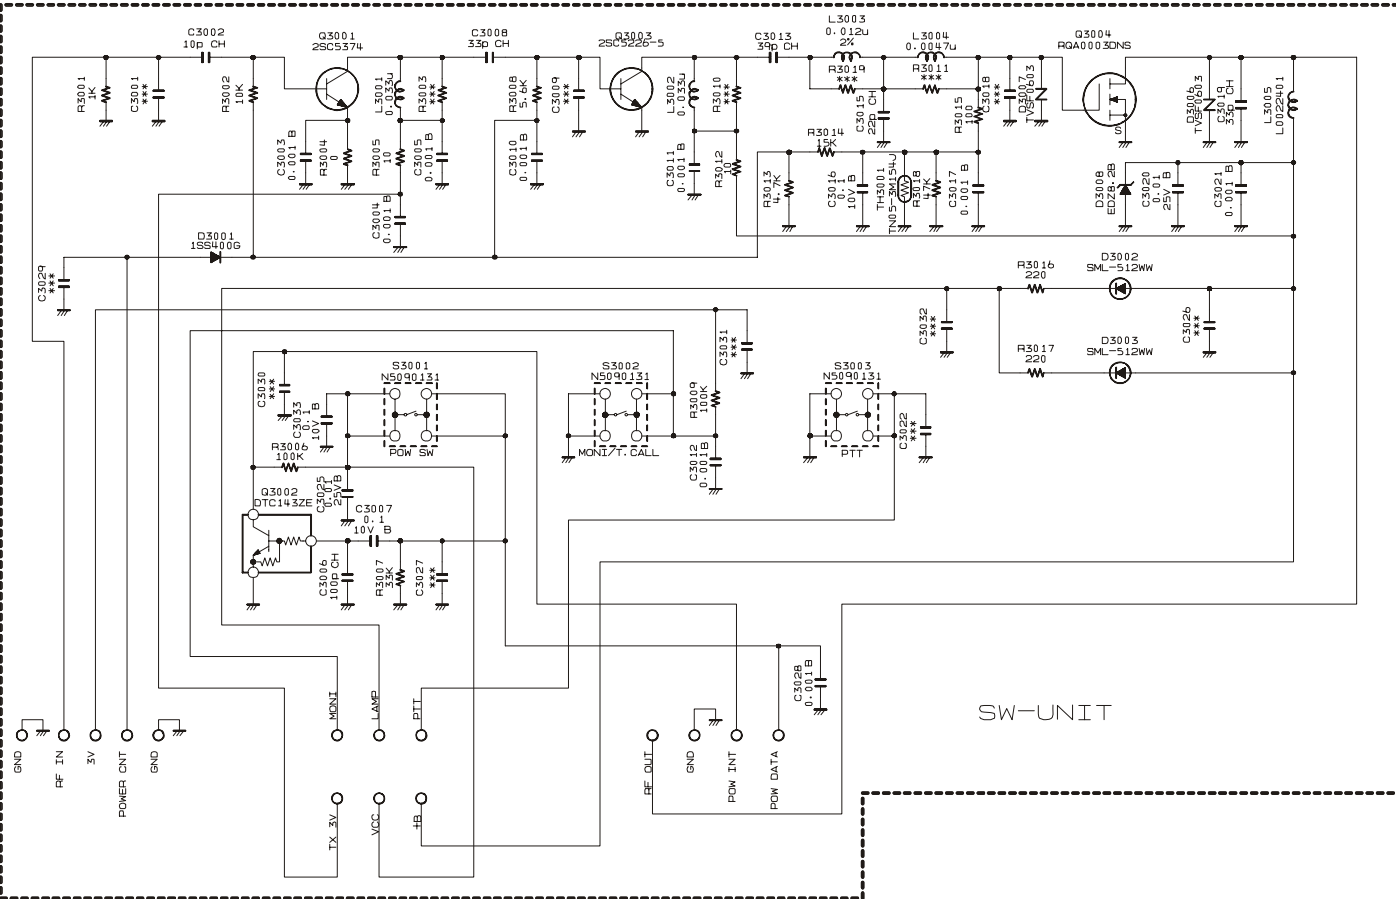 C3002
10p CH
R3001
1K
C3001
***
R3002
10K
Q3001
2SC5374
C3003
0.001 B
R3004
0
L3001
0.033u
R3003
***
R3005
10
C3005
0.001 B
C3004
0.001 B
C3008
33p CH
R3008
5.6K
C3009
***
C3010
0.001 B
Q3003
2SC5226-5
L3002
0.033u
R3010
***
C3011
0.001 B
R3012
10
C3013
39p CH
L3003
0.012u
2%
R3019
***
L3004
0.0047u
R3011
***
C3015
22p CH
R3015
100
C3018
***
D3007
TVSF0603
Q3004
RQA0003DNS
S
D3006
TVSF0603
C3019
33p CH
L3005
L0022401
R3014
15K
R3013
4.7K
C3016
0.1
10V B
TH3001
TN05-3M154J
R3018
47K
C3017
0.001 B
D3008
EDZ8.2B
C3020
0.01
25V B
C3021
0.001 B
D3001
1SS400G
C3029
***
R3016
220
D3002
SML-512WW
C3032
***
C3026
***
R3017
220
D3003
SML-512WW
C3030
***
C3033
0.1
10V B
S3001
N5090131
POW SW
S3002
N5090131
MONI/T.CALL
R3009
100K
C3031
***
C3012
0.001B
S3003
N5090131
PTT
C3022
***
R3006
100K
Q3002
DTC143ZE
C3025
0.01
25VB
C3007
0.1
10V B
C3006
100p CH
R3007
33K
C3027
***
C3028
0.001 B
SW-UNIT
GND
RF IN
3V
POWER CNT
GND
MONI
LAMP
PTT
TX 3V
VCC
+B
RF OUT
GND
POW INT
POW DATA